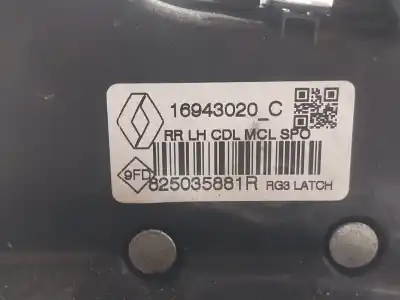 16943020_C
RR LH CDL MCL SPO
9FD
825035881R RG3 LATCH